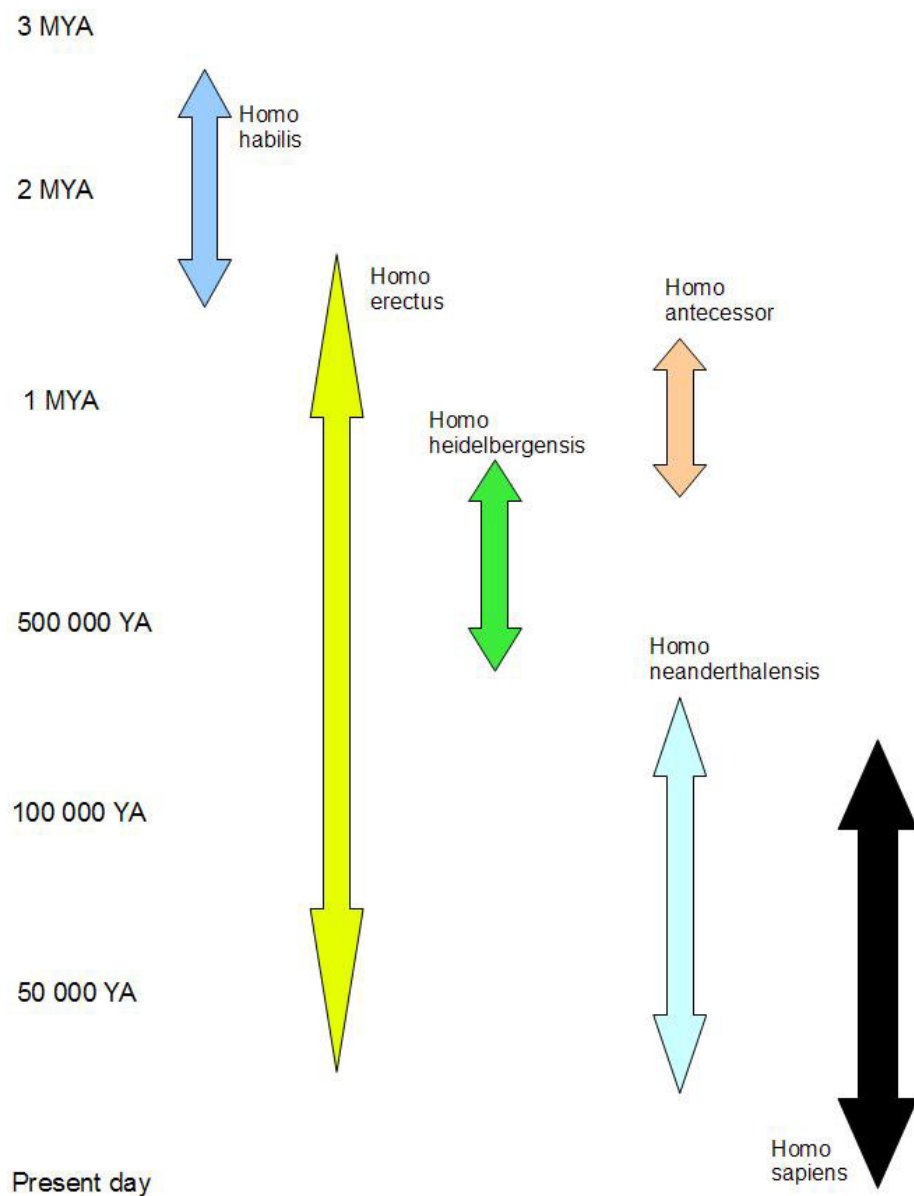 3 MYA
Homo
habilis
2 MYA
Homo
erectus
Homo
antecessor
1 MYA
Homo
heidelbergensis
500 000 YA
Homo
neanderthalensis
100 000 YA
50 000 YA
Homo
sapiens
Present day